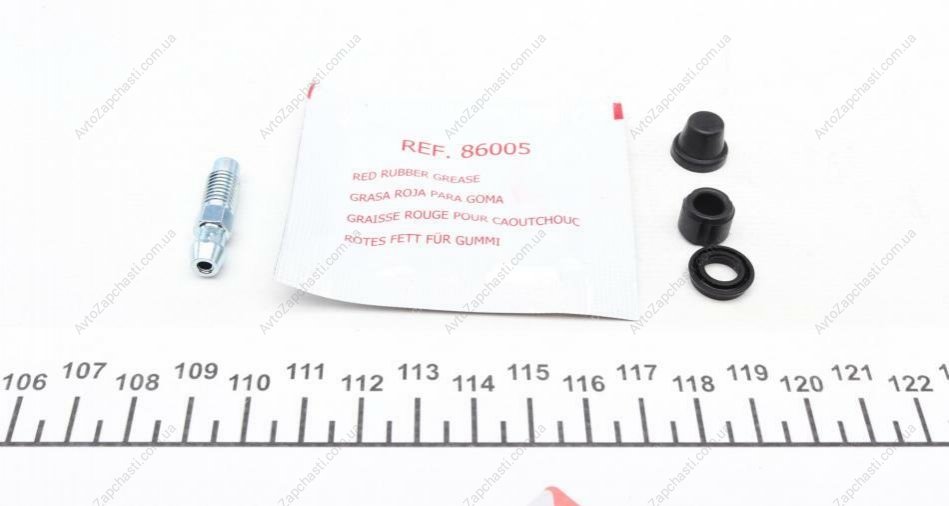 REF. 86005
RED RUBBER GREASE
GRASA ROJA PARA GOMA
GRAISSE ROUGE POUR CAOUTCHOUC
ROTES FETT FÜR GUMMI
106 107 108 109 110 111 112 113 114 115 116 117 118 119 120 121 122
AvtoZapchasti.com.ua